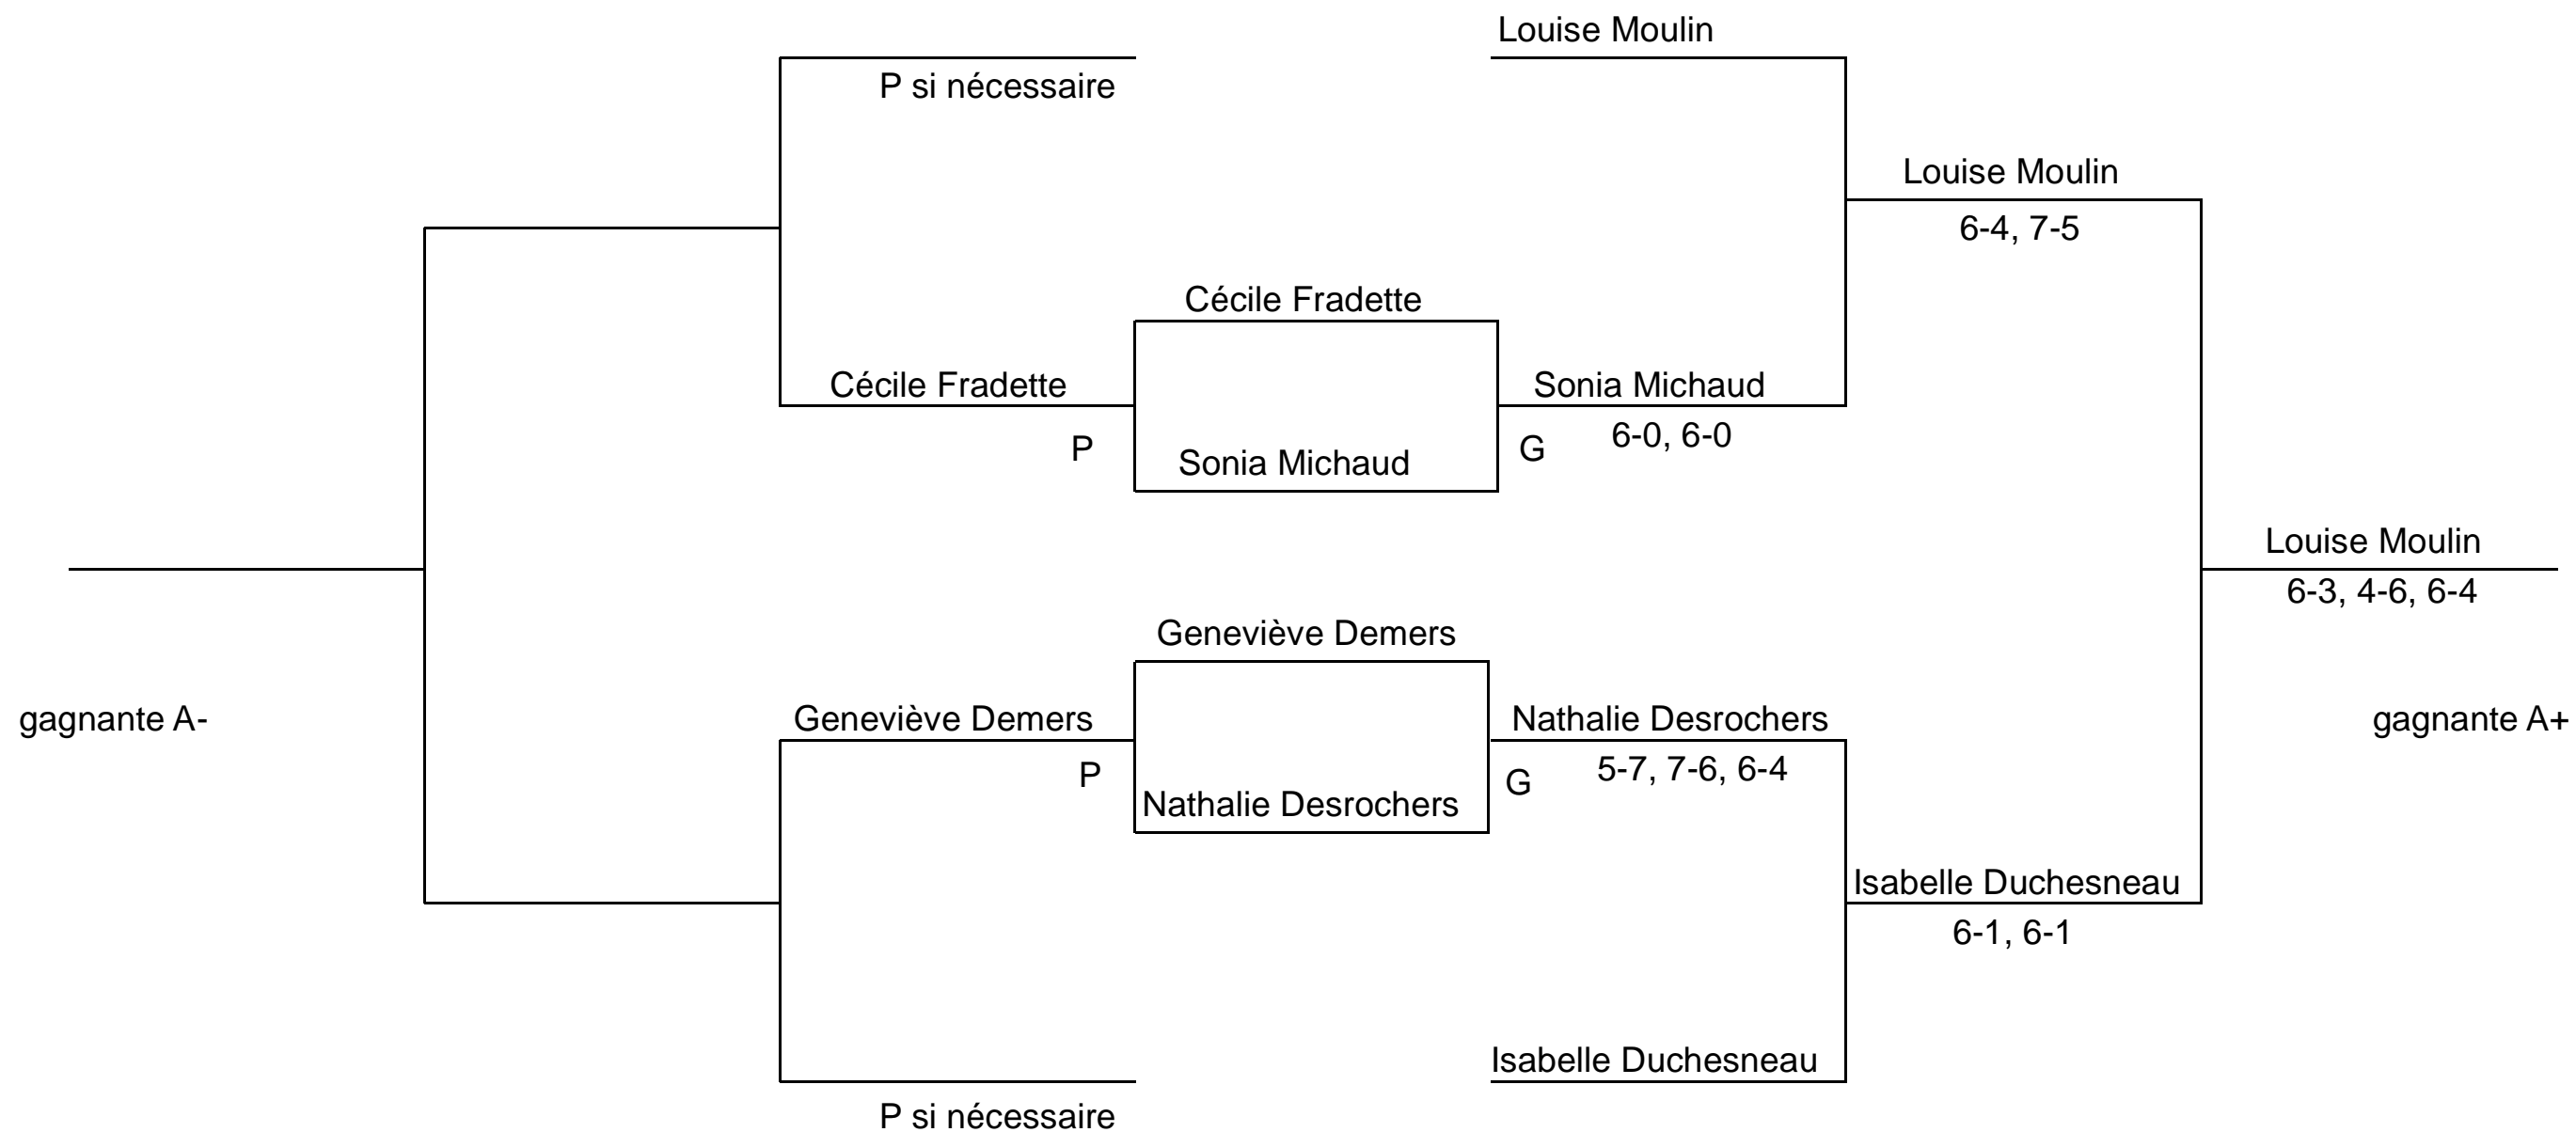 Louise Moulin
P si nécessaire
Louise Moulin
6-4, 7-5
Cécile Fradette
Cécile Fradette
Sonia Michaud
P
Sonia Michaud
G
6-0, 6-0
Louise Moulin
6-3, 4-6, 6-4
Geneviève Demers
gagnante A-
Geneviève Demers
Nathalie Desrochers
gagnante A+
P
Nathalie Desrochers
G
5-7, 7-6, 6-4
Isabelle Duchesneau
6-1, 6-1
Isabelle Duchesneau
P si nécessaire